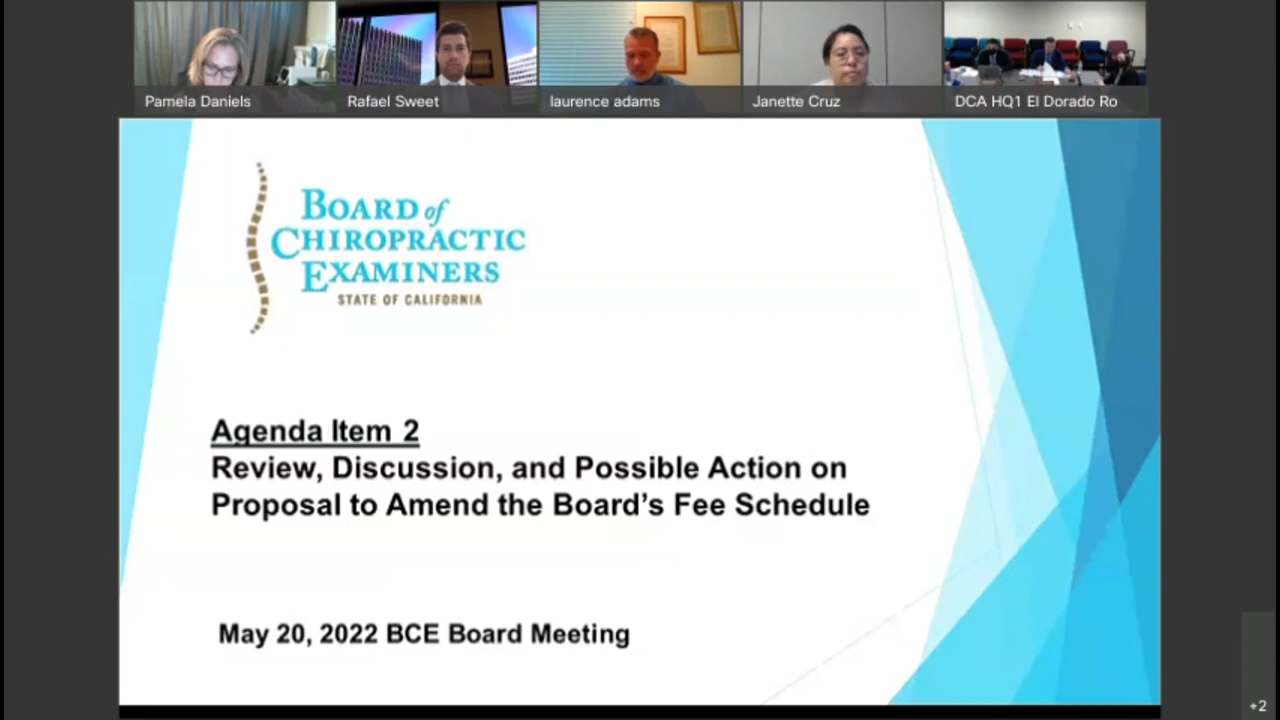 Pamela Daniels
Rafael Sweet
laurence adams
Janette Cruz
DCA HQ1 El Dorado Ro
BOARD of
CHIROPRACTIC
EXAMINERS
STATE OF CALIFORNIA
Agenda Item 2
Review, Discussion, and Possible Action on
Proposal to Amend the Board's Fee Schedule
May 20, 2022 BCE Board Meeting
+2